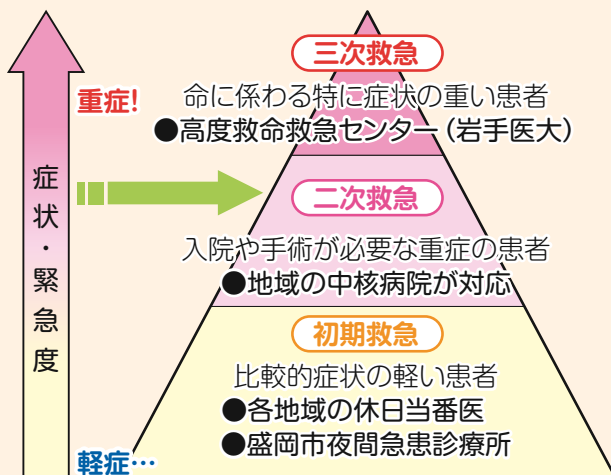 三次救急
重症!
命に係わる特に症状の重い患者
●高度救命救急センター(岩手医大)
症状・緊急度
二次救急
入院や手術が必要な重症の患者
●地域の中核病院が対応
初期救急
比較的症状の軽い患者
●各地域の休日当番医
●盛岡市夜間急患診療所
軽症…